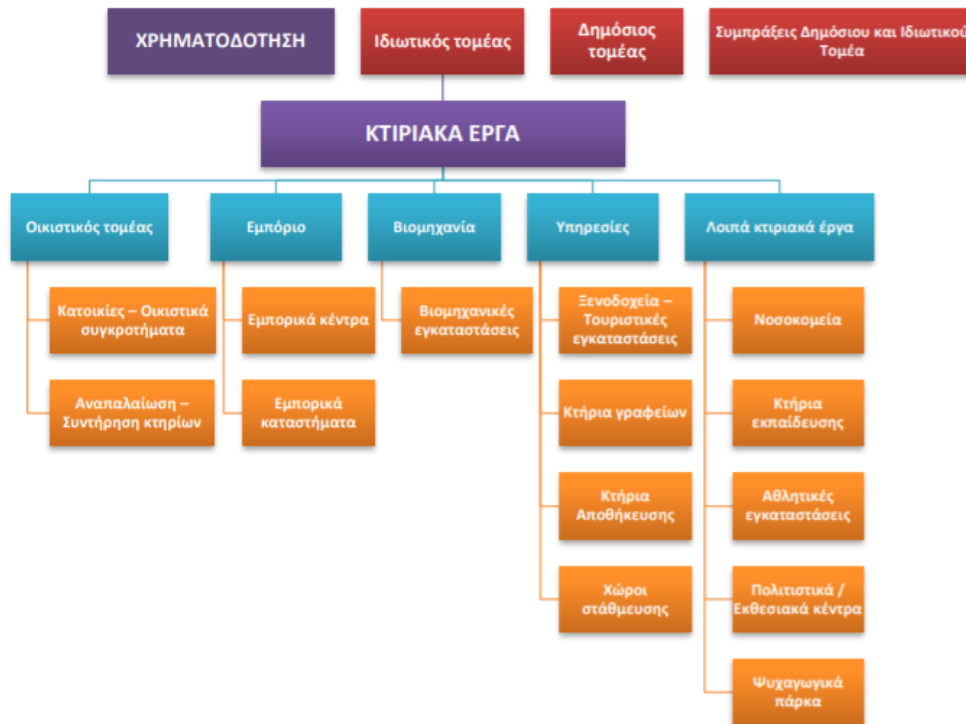 ΧΡΗΜΑΤΟΔΟΤΗΣΗ
Ιδιωτικός τομέας
Δημόσιος
τομέας
Συμπράξεις Δημόσιου και Ιδιωτικού
Τομέα
ΚΤΙΡΙΑΚΑ ΕΡΓΑ
Οικιστικός τομέας
Εμπόριο
Βιομηχανία
Υπηρεσίες
Λοιπά κτιριακά έργα
Κατοικίες – Οικιστικά
συγκροτήματα
Εμπορικά κέντρα
Βιομηχανικές
εγκαταστάσεις
Ξενοδοχεία –
Τουριστικές
εγκαταστάσεις
Νοσοκομεία
Αναπαλαίωση –
Συντήρηση κτηρίων
Εμπορικά
καταστήματα
Κτήρια γραφείων
Κτήρια
εκπαίδευσης
Κτήρια
Αποθήκευσης
Αθλητικές
εγκαταστάσεις
Χώροι
στάθμευσης
Πολιτιστικά /
Εκθεσιακά κέντρα
Ψυχαγωγικά
πάρκα